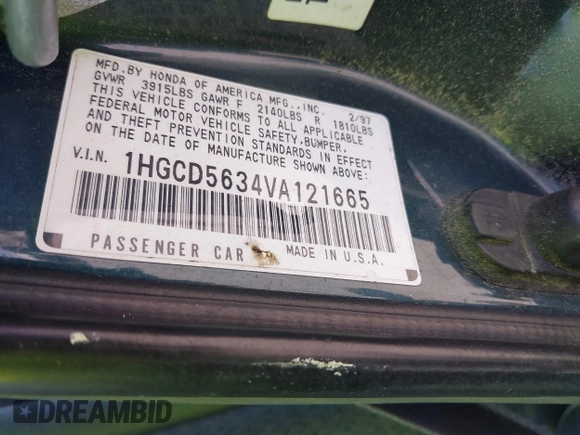 MFD. BY HONDA OF AMERICA MFG., INC. 2/97
GVWR 3915LBS GAWR F 2140LBS R 1810LBS
THIS VEHICLE CONFORMS TO ALL APPLICABLE
FEDERAL MOTOR VEHICLE SAFETY, BUMPER,
AND THEFT PREVENTION STANDARDS IN EFFECT
ON THE DATE OF MANUFACTURE SHOWN ABOVE:
V.I.N. 1HGCD5634VA121665
PASSENGER CAR MADE IN U.S.A.
DREAMBID